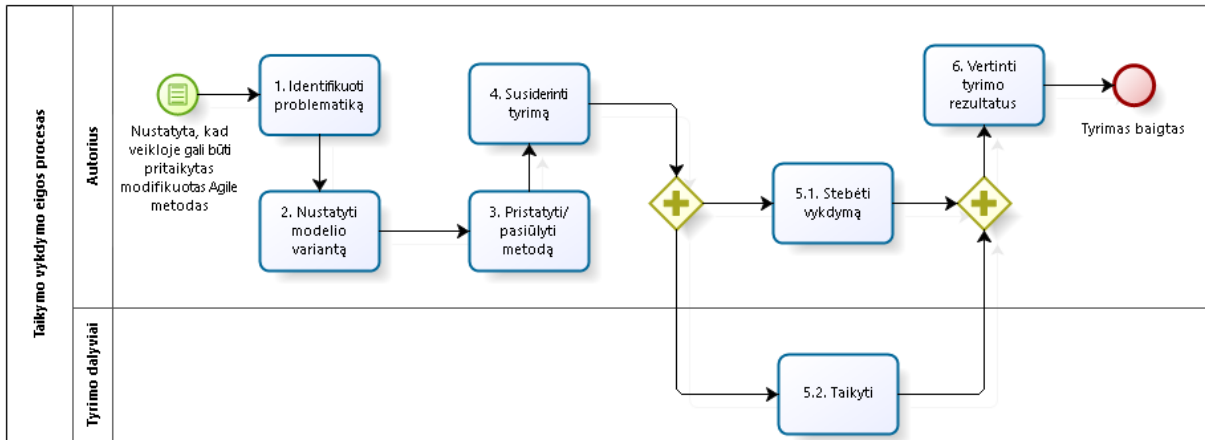 Taikymo vykdymo eigos procesas
Autorius
Tyrimo dalyviai
Nustatyta, kad
veikloje gali būti
pritaikytas
modifikuotas Agile
metodas
1. Identifikuoti
problematiką
2. Nustatyti
modelio
variantą
3. Pristatyti/
pasiūlyti
metodą
4. Susiderinti
tyrimą
5.1. Stebėti
vykdymą
5.2. Taikyti
6. Vertinti
tyrimo
rezultatus
Tyrimas baigtas